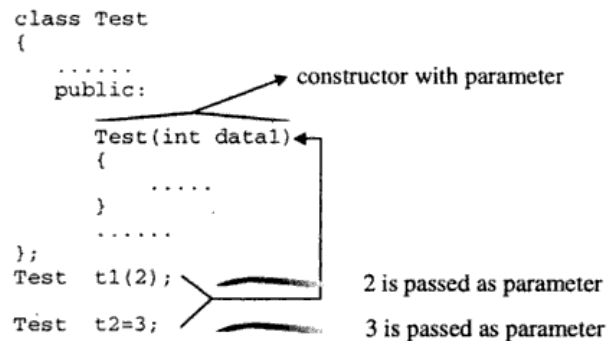 class Test
{
......
constructor with parameter
public:
Test(int data1)
{
.....
}
......
};
Test t1(2); 2 is passed as parameter
Test t2=3; 3 is passed as parameter